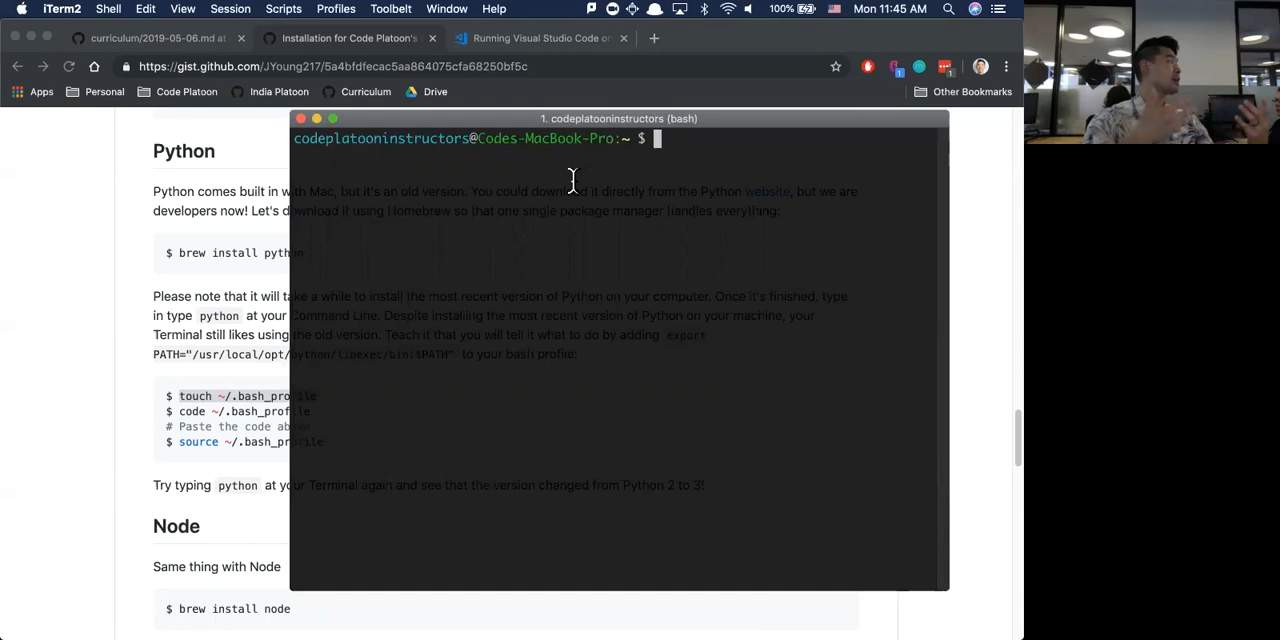 iTerm2 Shell Edit View Session Scripts Profiles Toolbelt Window Help 100% Mon 11:45 AM
curriculum/2019-05-06.md at Installation for Code Platoon's Running Visual Studio Code on
https://gist.github.com/JYoung217/5a4bfdfecac5aa864075cfa68250bf5c
Apps Personal Code Platoon India Platoon Curriculum Drive Other Bookmarks
1. codeplatooninstructors (bash)
codeplatooninstructors@Codes-MacBook-Pro:~ $
Python
Python comes built in with Mac, but it's an old version. You could download it directly from the Python website, but we are
developers now! Let's download it using Homebrew so that one single package manager handles everything:
$ brew install python
Please note that it will take a while to install the most recent version of Python on your computer. Once it's finished, type
in type python at your Command Line. Despite installing the most recent version of Python on your machine, your
Terminal still likes using the old version. Teach it that you will tell it what to do by adding export
PATH="/usr/local/opt/python/libexec/bin:$PATH" to your bash profile:
$ touch ~/.bash_profile
$ code ~/.bash_profile
# Paste the code above
$ source ~/.bash_profile
Try typing python at your Terminal again and see that the version changed from Python 2 to 3!
Node
Same thing with Node
$ brew install node